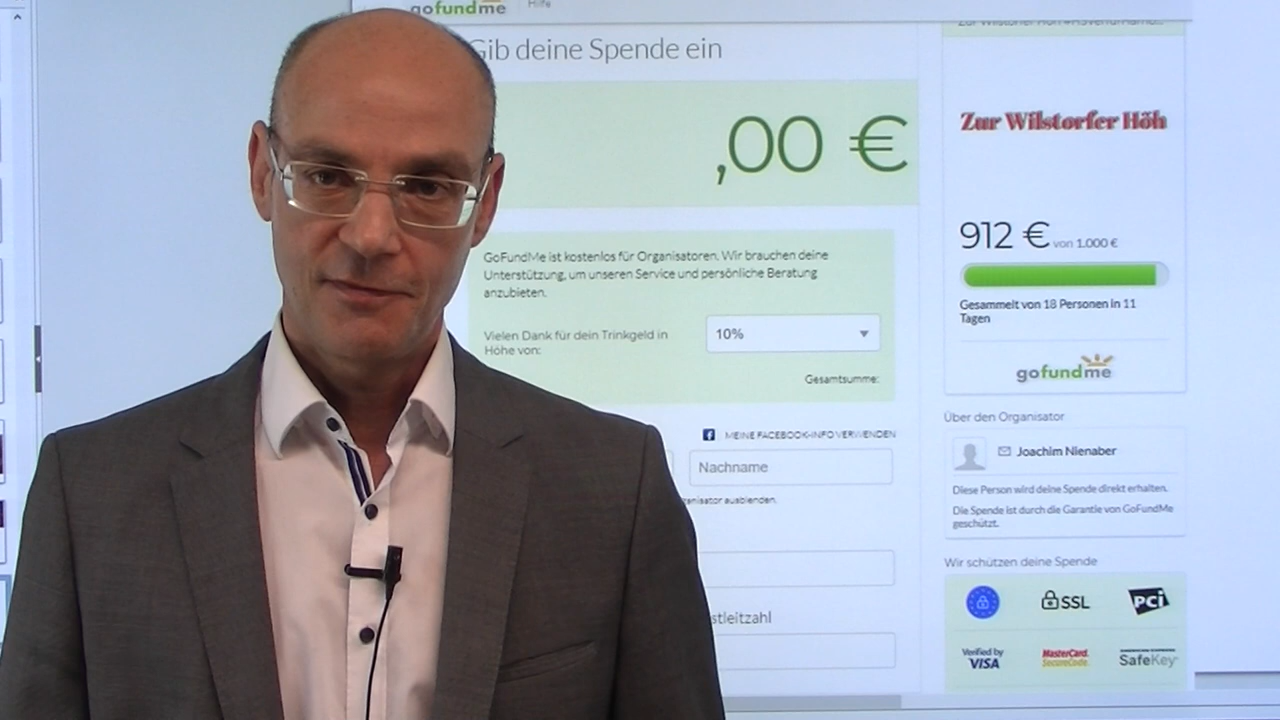 gofundme Hilfe
Gib deine Spende ein
,00 €
GoFundMe ist kostenlos für Organisatoren. Wir brauchen deine
Unterstützung, um unseren Service und persönliche Beratung
anzubieten.
Vielen Dank für dein Trinkgeld in
Höhe von:
10%
Gesamtsumme:
MEINE FACEBOOK-INFO VERWENDEN
Nachname
ausblenden.
stleitzahl
Zur Wilstorfer Höh
912 € von 1.000 €
Gesammelt von 18 Personen in 11
Tagen
gofundme
Über den Organisator
Joachim Nienaber
Diese Person wird deine Spende direkt erhalten.
Die Spende ist durch die Garantie von GoFundMe
geschützt.
Wir schützen deine Spende
SSL
PCI
Verified by
VISA
MasterCard.
SecureCode.
SafeKey